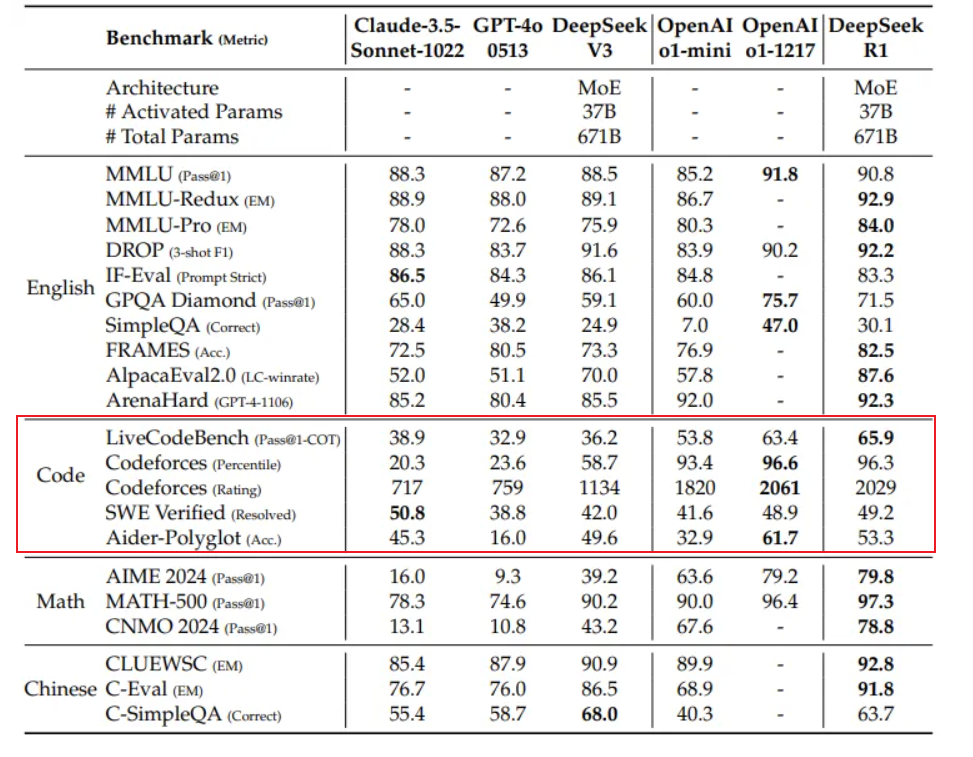 Benchmark (Metric) Claude-3.5-Sonnet-1022 GPT-4o 0513 DeepSeek V3 OpenAI o1-mini OpenAI o1-1217 DeepSeek R1
Architecture - - MoE - - MoE
# Activated Params - - 37B - - 37B
# Total Params - - 671B - - 671B
English
MMLU (Pass@1) 88.3 87.2 88.5 85.2 91.8 90.8
MMLU-Redux (EM) 88.9 88.0 89.1 86.7 - 92.9
MMLU-Pro (EM) 78.0 72.6 75.9 80.3 - 84.0
DROP (3-shot F1) 88.3 83.7 91.6 83.9 90.2 92.2
IF-Eval (Prompt Strict) 86.5 84.3 86.1 84.8 - 83.3
GPQA Diamond (Pass@1) 65.0 49.9 59.1 60.0 75.7 71.5
SimpleQA (Correct) 28.4 38.2 24.9 7.0 47.0 30.1
FRAMES (Acc.) 72.5 80.5 73.3 76.9 - 82.5
AlpacaEval2.0 (LC-winrate) 52.0 51.1 70.0 57.8 - 87.6
ArenaHard (GPT-4-1106) 85.2 80.4 85.5 92.0 - 92.3
Code
LiveCodeBench (Pass@1-COT) 38.9 32.9 36.2 53.8 63.4 65.9
Codeforces (Percentile) 20.3 23.6 58.7 93.4 96.6 96.3
Codeforces (Rating) 717 759 1134 1820 2061 2029
SWE Verified (Resolved) 50.8 38.8 42.0 41.6 48.9 49.2
Aider-Polyglot (Acc.) 45.3 16.0 49.6 32.9 61.7 53.3
Math
AIME 2024 (Pass@1) 16.0 9.3 39.2 63.6 79.2 79.8
MATH-500 (Pass@1) 78.3 74.6 90.2 90.0 96.4 97.3
CNMO 2024 (Pass@1) 13.1 10.8 43.2 67.6 - 78.8
Chinese
CLUEWSC (EM) 85.4 87.9 90.9 89.9 - 92.8
C-Eval (EM) 76.7 76.0 86.5 68.9 - 91.8
C-SimpleQA (Correct) 55.4 58.7 68.0 40.3 - 63.7